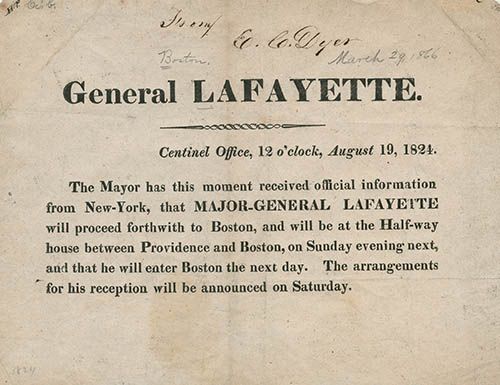 From
E. C. Dyer
Boston. March 29, 1866
General LAFAYETTE.
Centinel Office, 12 o'clock, August 19, 1824.
The Mayor has this moment received official information
from New-York, that MAJOR-GENERAL LAFAYETTE
will proceed forthwith to Boston, and will be at the Half-way
house between Providence and Boston, on Sunday evening next,
and that he will enter Boston the next day. The arrangements
for his reception will be announced on Saturday.
1824